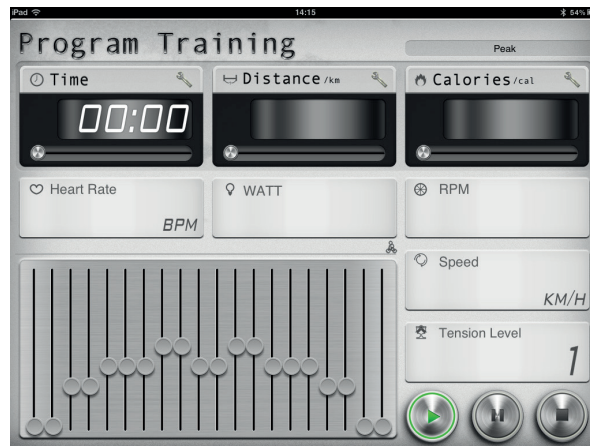 iPad 14:15 54%
Program Training
Peak
Time Distance/km Calories/cal
00:00
Heart Rate WATT RPM
BPM
Speed
KM/H
Tension Level
1